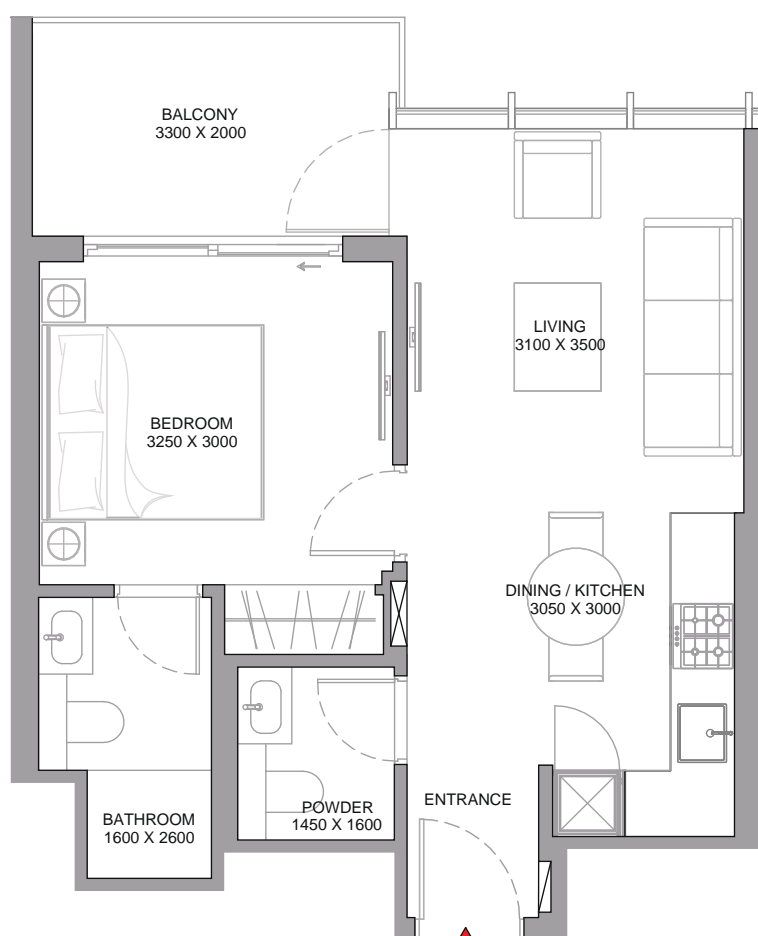 BALCONY
3300 X 2000
LIVING
3100 X 3500
BEDROOM
3250 X 3000
DINING / KITCHEN
3050 X 3000
ENTRANCE
POWDER
1450 X 1600
BATHROOM
1600 X 2600